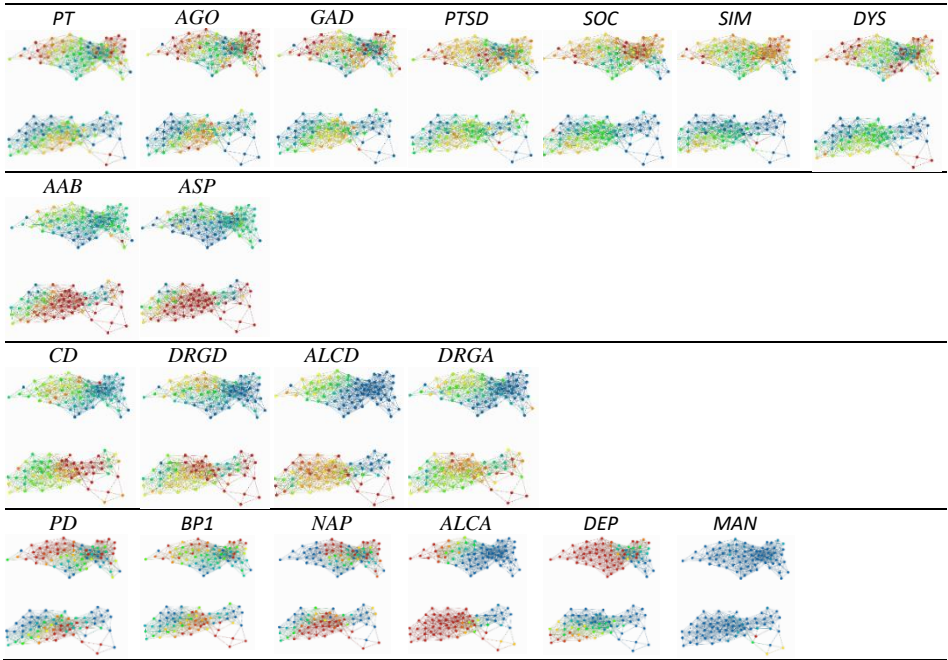 PT AGO GAD PTSD SOC SIM DYS
AAB ASP
CD DRGD ALCD DRGA
PD BP1 NAP ALCA DEP MAN